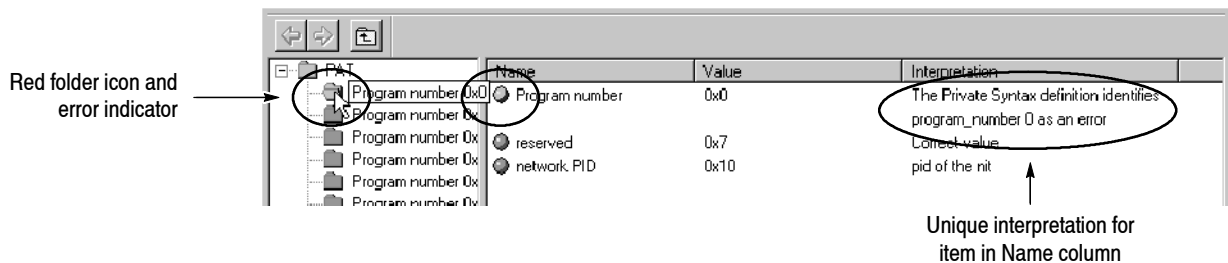 PAT
Program number 0x0
Program number 0x
Program number 0x
Program number 0x
Program number 0x
Program number 0x
Name Value Interpretation
Program number 0x0 The Private Syntax definition identifies
program_number 0 as an error
reserved 0x7 Correct value
network PID 0x10 pid of the nit
Red folder icon and
error indicator
Unique interpretation for
item in Name column